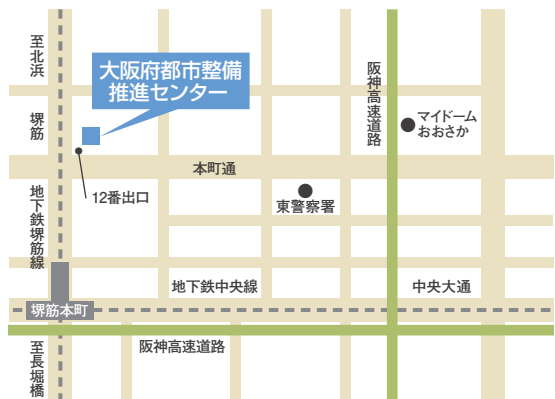 至北浜
大阪府都市整備
推進センター
阪神高速道路
堺筋
マイドーム
おおさか
本町通
12番出口
東警察署
地下鉄堺筋線
地下鉄中央線
中央大通
堺筋本町
阪神高速道路
至長堀橋